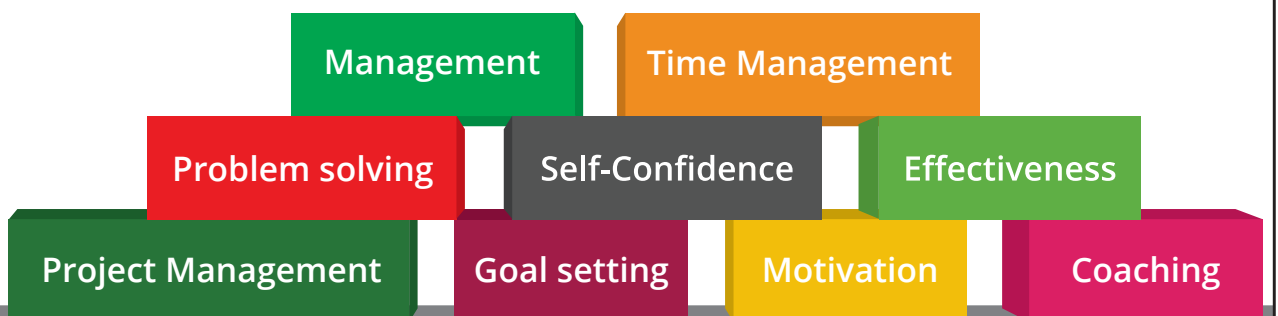 Management
Time Management
Problem solving
Self-Confidence
Effectiveness
Project Management
Goal setting
Motivation
Coaching